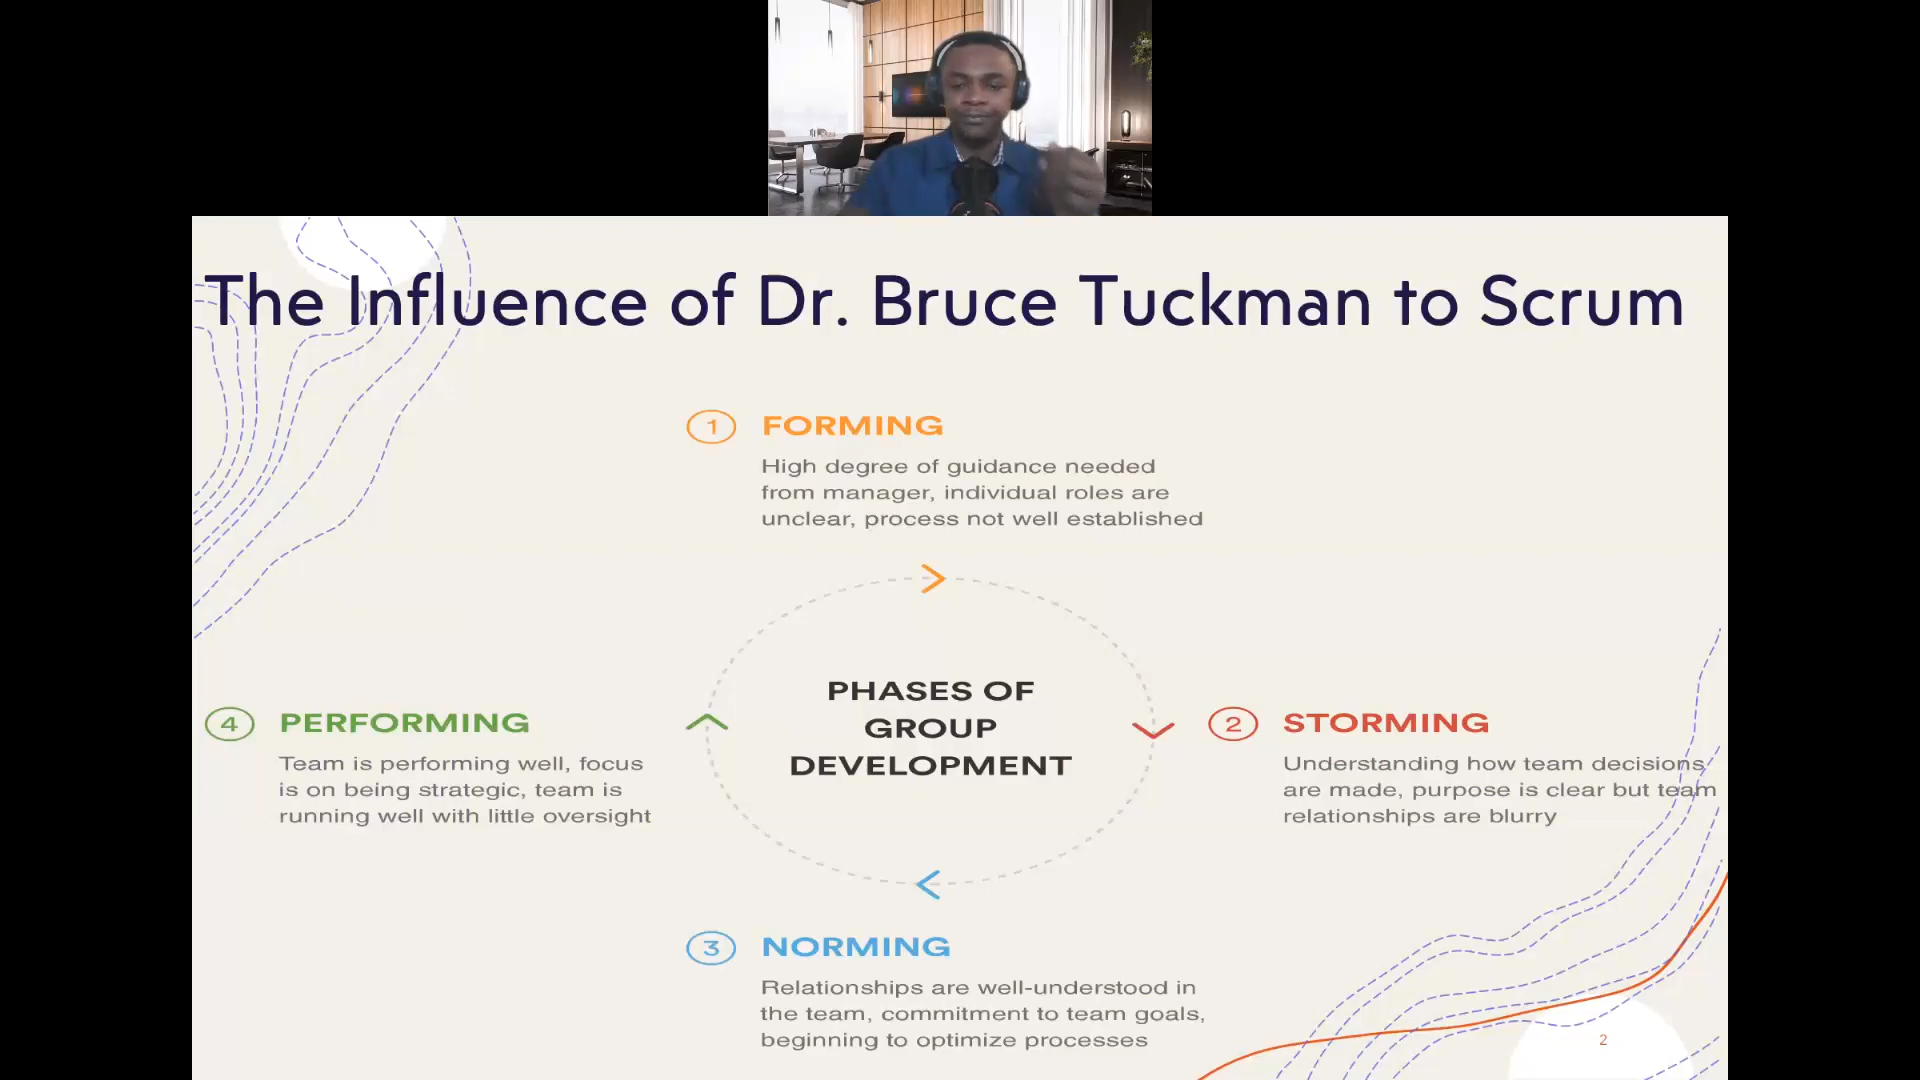 The Influence of Dr. Bruce Tuckman to Scrum
1 FORMING
High degree of guidance needed
from manager, individual roles are
unclear, process not well established
PHASES OF
GROUP
DEVELOPMENT
2 STORMING
Understanding how team decisions
are made, purpose is clear but team
relationships are blurry
3 NORMING
Relationships are well-understood in
the team, commitment to team goals,
beginning to optimize processes
4 PERFORMING
Team is performing well, focus
is on being strategic, team is
running well with little oversight
2